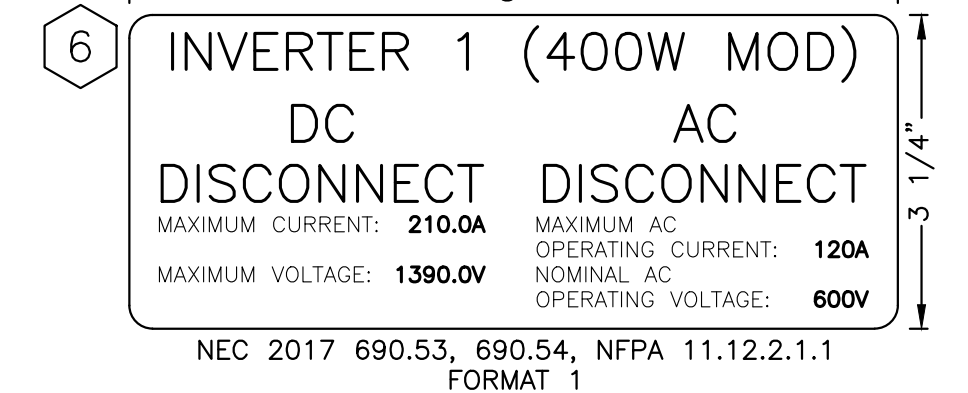 6
INVERTER 1 (400W MOD)
DC
DISCONNECT
MAXIMUM CURRENT: 210.0A
MAXIMUM VOLTAGE: 1390.0V
AC
DISCONNECT
MAXIMUM AC
OPERATING CURRENT: 120A
NOMINAL AC
OPERATING VOLTAGE: 600V
3 1/4"
NEC 2017 690.53, 690.54, NFPA 11.12.2.1.1
FORMAT 1